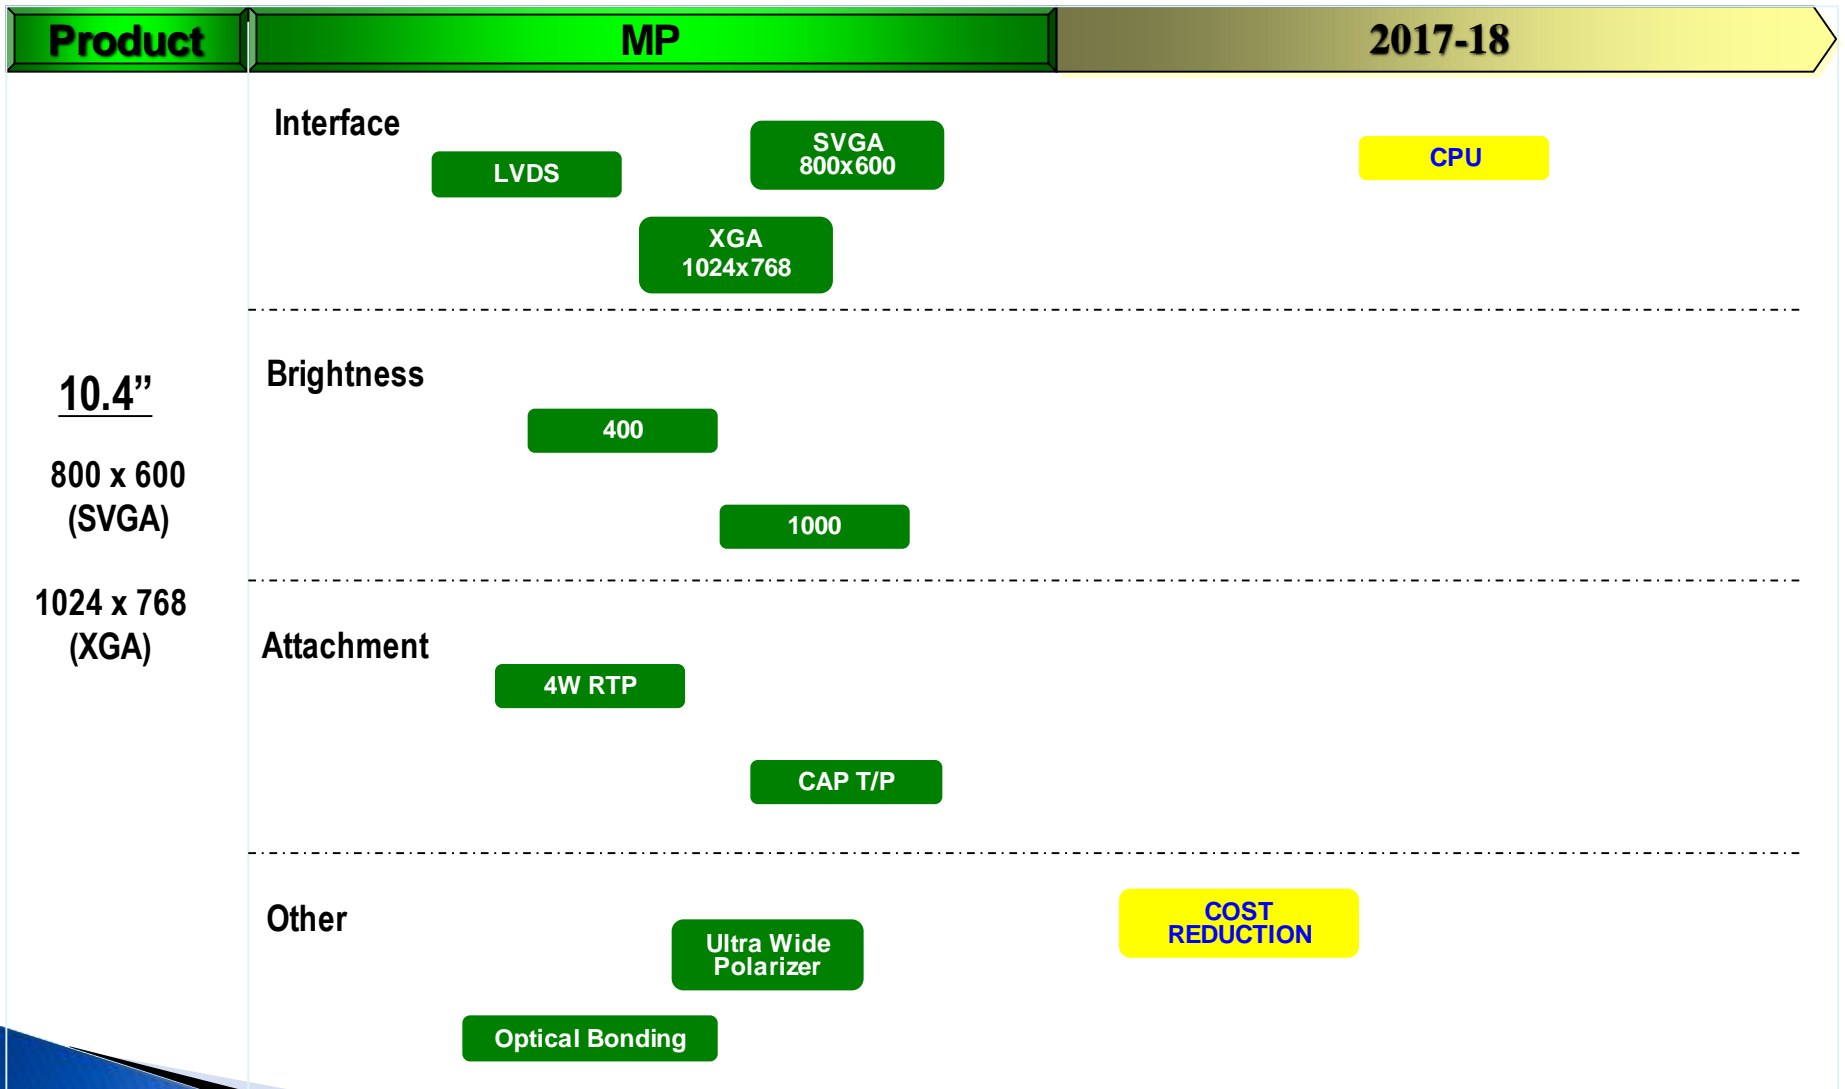 Product
MP
2017-18
10.4”
800 x 600
(SVGA)
1024 x 768
(XGA)
Interface
LVDS
SVGA
800x600
XGA
1024x768
CPU
Brightness
400
1000
Attachment
4W RTP
CAP T/P
Other
Ultra Wide
Polarizer
Optical Bonding
COST
REDUCTION